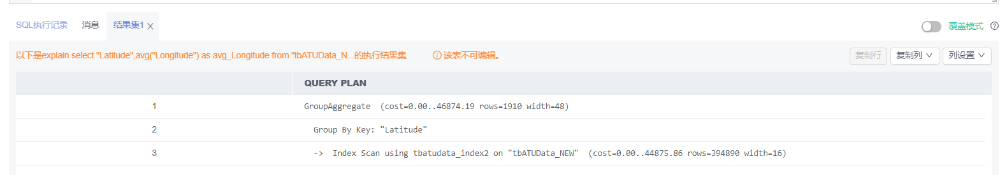 SQL执行记录 消息 结果集1 覆盖模式
以下是explain select "Latitude",avg("Longitude") as avg_Longitude from "tbATUData_N...的执行结果集 该表不可编辑。 复制行 复制列 列设置
QUERY PLAN
1 GroupAggregate (cost=0.00..46874.19 rows=1910 width=48)
2 Group By Key: "Latitude"
3 -> Index Scan using tbatudata_index2 on "tbATUData_NEW" (cost=0.00..44875.86 rows=394890 width=16)